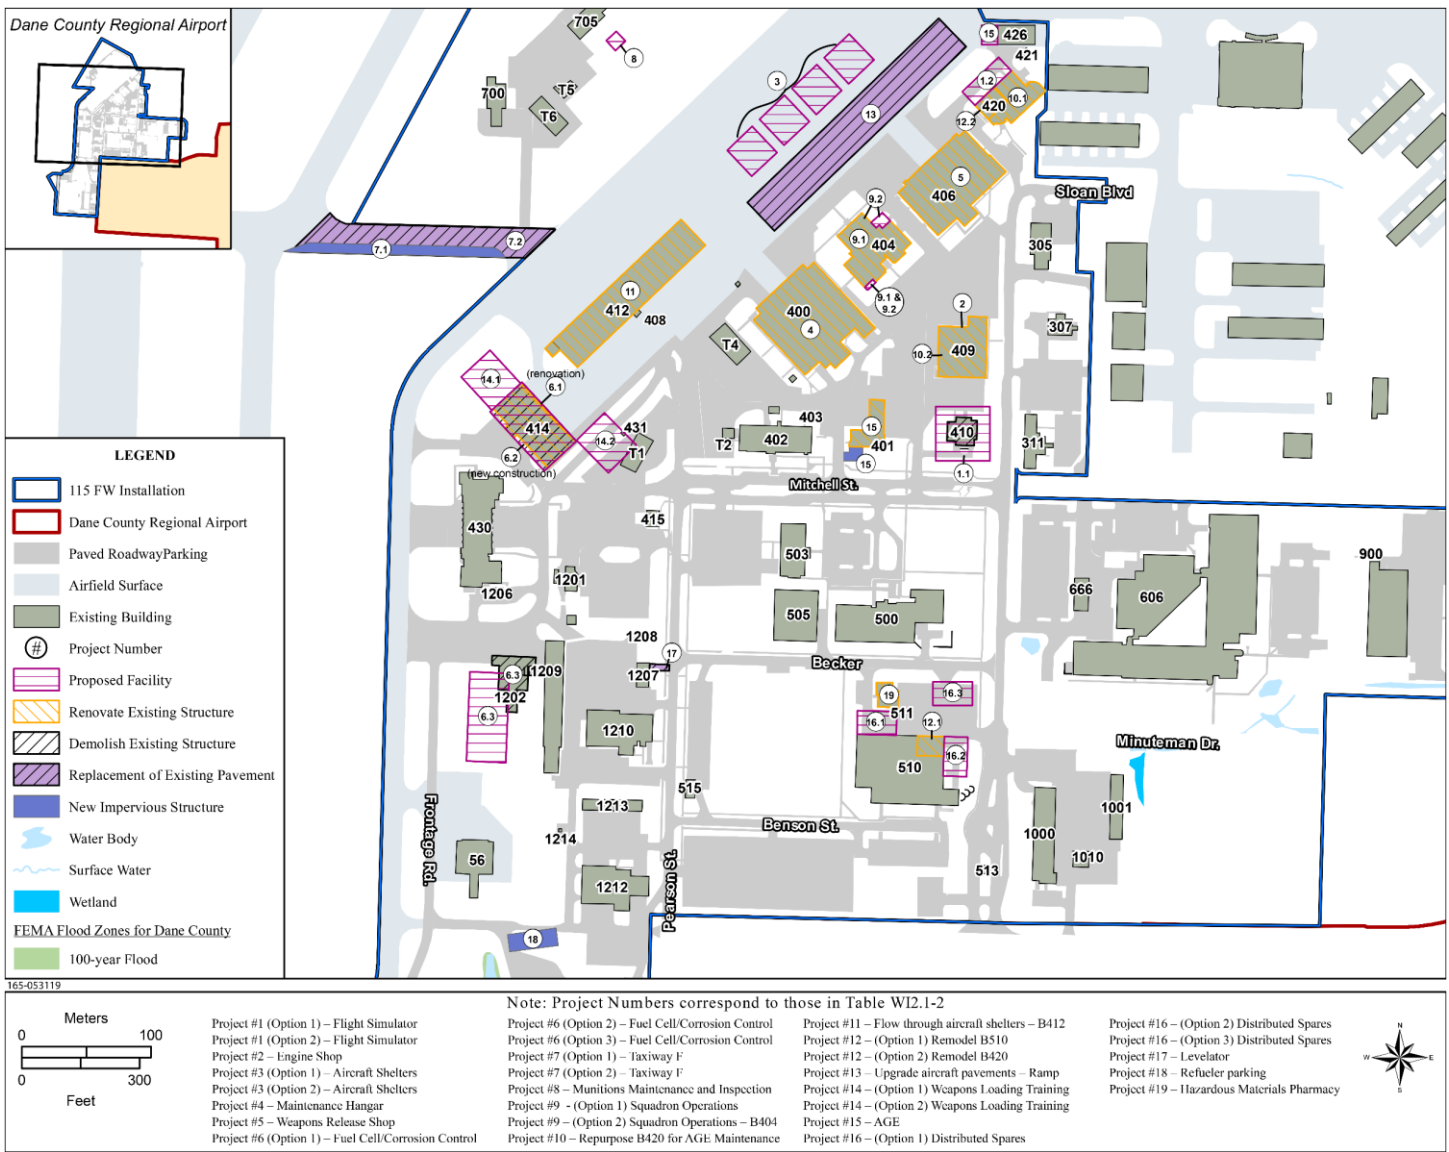 Dane County Regional Airport
705
8
700
T5
T6
3
13
15
426
421
1.2
10.1
420
12.2
5
406
Sloan Blvd
9.2
9.1
404
305
7.1
7.2
11
412
408
9.1 &
9.2
2
400
4
307
T4
10.2
409
(renovation)
14.1
6.1
414
6.2
(new construction)
431
14.2
T1
T2
402
403
15
401
15
410
1.1
311
Mitchell St.
LEGEND
115 FW Installation
Dane County Regional Airport
Paved RoadwayParking
Airfield Surface
Existing Building
# Project Number
Proposed Facility
Renovate Existing Structure
Demolish Existing Structure
Replacement of Existing Pavement
New Impervious Structure
Water Body
Surface Water
Wetland
FEMA Flood Zones for Dane County
100-year Flood
430
415
503
900
1201
1206
666
606
505
500
1208
17
Becker
6.3
1209
1207
1202
6.3
19
16.3
511
16.1
12.1
1210
Minuteman Dr.
510
16.2
515
1213
Frontage Rd.
1214
Benson St.
1001
1000
1010
56
513
1212
Pearson St.
18
165-053119
Note: Project Numbers correspond to those in Table WI2.1-2
Meters
0 100
0 300
Feet
Project #1 (Option 1) – Flight Simulator
Project #1 (Option 2) – Flight Simulator
Project #2 – Engine Shop
Project #3 (Option 1) – Aircraft Shelters
Project #3 (Option 2) – Aircraft Shelters
Project #4 – Maintenance Hangar
Project #5 – Weapons Release Shop
Project #6 (Option 1) – Fuel Cell/Corrosion Control
Project #6 (Option 2) – Fuel Cell/Corrosion Control
Project #6 (Option 3) – Fuel Cell/Corrosion Control
Project #7 (Option 1) – Taxiway F
Project #7 (Option 2) – Taxiway F
Project #8 – Munitions Maintenance and Inspection
Project #9 - (Option 1) Squadron Operations
Project #9 – (Option 2) Squadron Operations – B404
Project #10 – Repurpose B420 for AGE Maintenance
Project #11 – Flow through aircraft shelters – B412
Project #12 – (Option 1) Remodel B510
Project #12 – (Option 2) Remodel B420
Project #13 – Upgrade aircraft pavements – Ramp
Project #14 – (Option 1) Weapons Loading Training
Project #14 – (Option 2) Weapons Loading Training
Project #15 – AGE
Project #16 – (Option 1) Distributed Spares
Project #16 – (Option 2) Distributed Spares
Project #16 – (Option 3) Distributed Spares
Project #17 – Levelator
Project #18 – Refueler parking
Project #19 – Hazardous Materials Pharmacy
N
W E
S